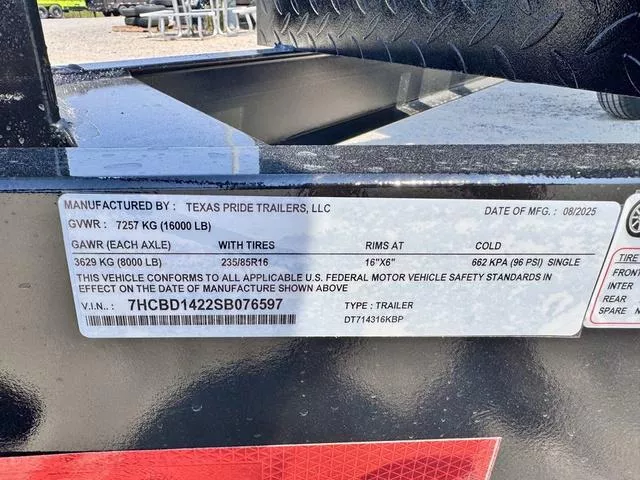 MANUFACTURED BY : TEXAS PRIDE TRAILERS, LLC DATE OF MFG. : 08/2025
GVWR : 7257 KG (16000 LB)
GAWR (EACH AXLE) WITH TIRES RIMS AT COLD
3629 KG (8000 LB) 235/85R16 16"X6" 662 KPA (96 PSI) SINGLE
THIS VEHICLE CONFORMS TO ALL APPLICABLE U.S. FEDERAL MOTOR VEHICLE SAFETY STANDARDS IN
EFFECT ON THE DATE OF MANUFACTURE SHOWN ABOVE
V.I.N.. : 7HCBD1422SB076597 TYPE : TRAILER
DT714316KBP
TIRE
FRONT
INTER
REAR
SPARE